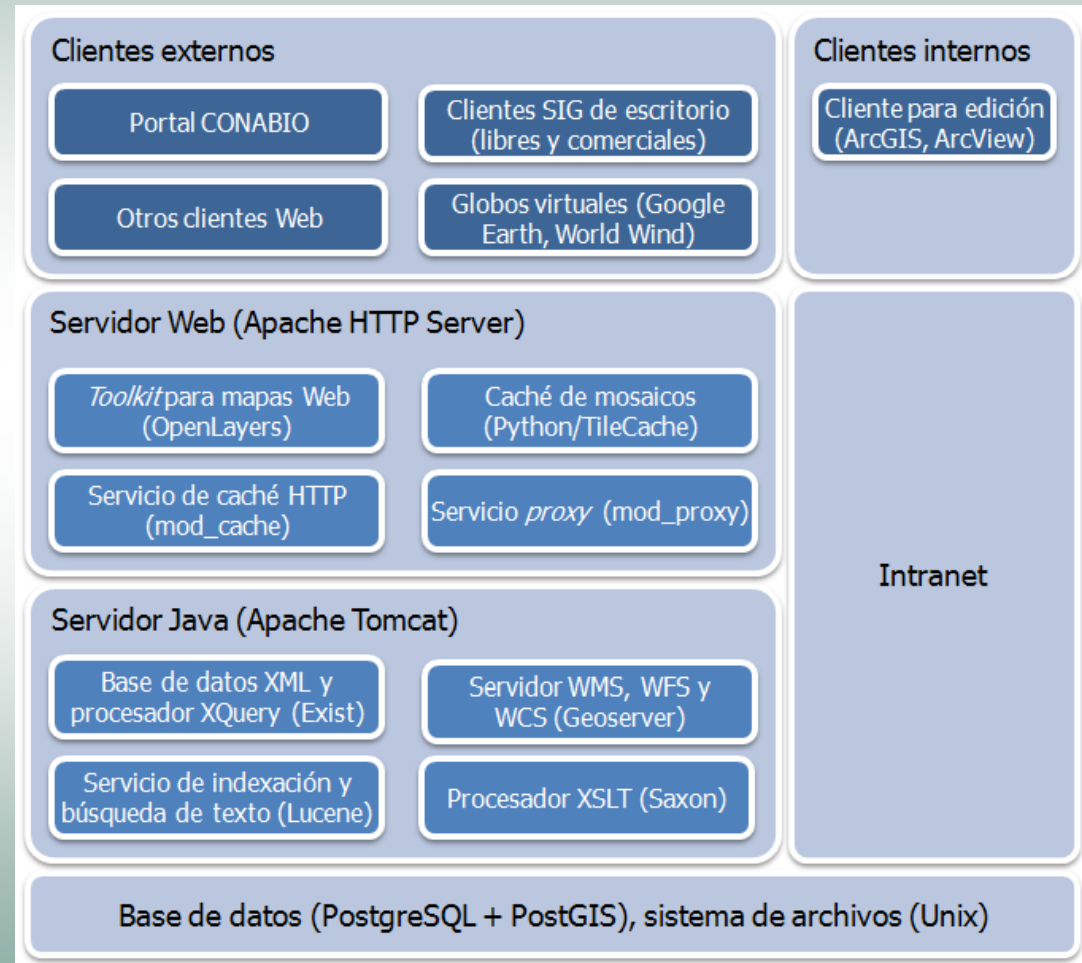 Clientes externos
Portal CONABIO
Clientes SIG de escritorio
(libres y comerciales)
Otros clientes Web
Globos virtuales (Google
Earth, World Wind)
Clientes internos
Cliente para edición
(ArcGIS, ArcView)
Servidor Web (Apache HTTP Server)
Toolkit para mapas Web
(OpenLayers)
Caché de mosaicos
(Python/TileCache)
Servicio de caché HTTP
(mod_cache)
Servicio proxy (mod_proxy)
Intranet
Servidor Java (Apache Tomcat)
Base de datos XML y
procesador XQuery (Exist)
Servidor WMS, WFS y
WCS (Geoserver)
Servicio de indexación y
búsqueda de texto (Lucene)
Procesador XSLT (Saxon)
Base de datos (PostgreSQL + PostGIS), sistema de archivos (Unix)